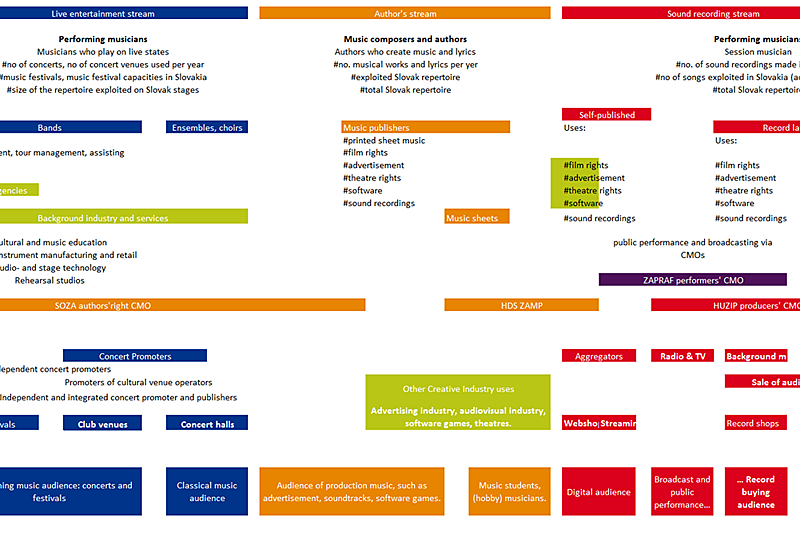 Live entertainment stream
Author's stream
Sound recording stream
Performing musicians
Musicians who play on live states
#no of concerts, no of concert venues used per year
#music festivals, music festival capacities in Slovakia
#size of the repertoire exploited on Slovak stages
Music composers and authors
Authors who create music and lyrics
#no. musical works and lyrics per yer
#exploited Slovak repertoire
#total Slovak repertoire
Performing musicians
Session musician
#no. of sound recordings made i
#no of songs exploited in Slovakia (ac
#total Slovak repertoire
Bands
Ensembles, choirs
ent, tour management, assisting
gencies
Background industry and services
ultural and music education
nstrument manufacturing and retail
udio- and stage technology
Rehearsal studios
Music publishers
#printed sheet music
#film rights
#advertisement
#theatre rights
#software
#sound recordings
Music sheets
Self-published
Uses:
#film rights
#advertisement
#theatre rights
#software
#sound recordings
Record la
Uses:
#film rights
#advertisement
#theatre rights
#software
#sound recordings
public performance and broadcasting via
CMOs
ZAPRAF performers' CMO
SOZA authors'right CMO
HDS ZAMP
HUZIP producers' CMO
Concert Promoters
dependent concert promoters
Promoters of cultural venue operators
Independent and integrated concert promoter and publishers
vals
Club venues
Concert halls
Other Creative Industry uses
Advertising industry, audiovisual industry,
software games, theatres.
Aggregators
Radio & TV
Background m
Sale of audi
Websho
Streamin
Record shops
ning music audience: concerts and
festivals
Classical music
audience
Audience of production music, such as
advertisement, soundtracks, software games.
Music students,
(hobby) musicians.
Digital audience
Broadcast and
public
performance...
... Record
buying
audience